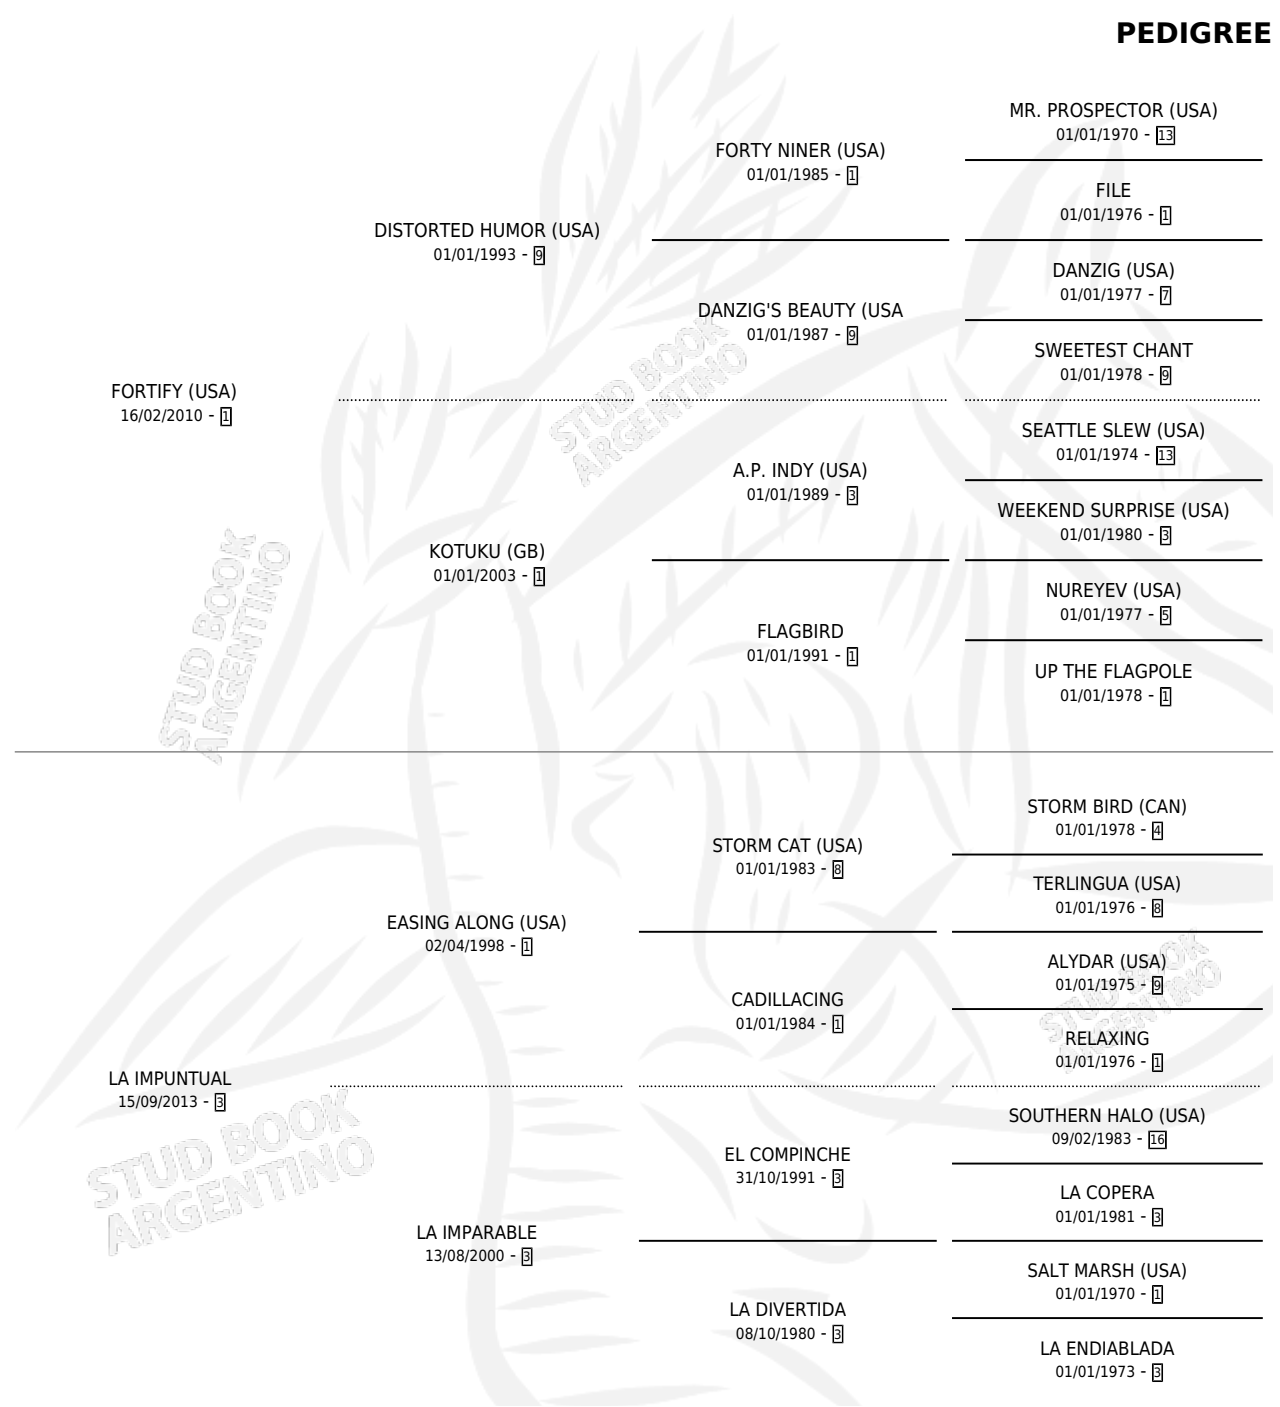 PEDIGREE
MR. PROSPECTOR (USA)
01/01/1970 - 13
FORTY NINER (USA)
01/01/1985 - 1
FILE
01/01/1976 - 1
DISTORTED HUMOR (USA)
01/01/1993 - 9
DANZIG (USA)
01/01/1977 - 7
DANZIG'S BEAUTY (USA
01/01/1987 - 9
SWEETEST CHANT
01/01/1978 - 9
FORTIFY (USA)
16/02/2010 - 1
SEATTLE SLEW (USA)
01/01/1974 - 13
A.P. INDY (USA)
01/01/1989 - 3
WEEKEND SURPRISE (USA)
01/01/1980 - 3
KOTUKU (GB)
01/01/2003 - 1
NUREYEV (USA)
01/01/1977 - 5
FLAGBIRD
01/01/1991 - 1
UP THE FLAGPOLE
01/01/1978 - 1
STORM BIRD (CAN)
01/01/1978 - 4
STORM CAT (USA)
01/01/1983 - 8
TERLINGUA (USA)
01/01/1976 - 8
EASING ALONG (USA)
02/04/1998 - 1
ALYDAR (USA)
01/01/1975 - 9
CADILLACING
01/01/1984 - 1
RELAXING
01/01/1976 - 1
LA IMPUNTUAL
15/09/2013 - 3
SOUTHERN HALO (USA)
09/02/1983 - 16
EL COMPINCHE
31/10/1991 - 3
LA COPERA
01/01/1981 - 3
LA IMPARABLE
13/08/2000 - 3
SALT MARSH (USA)
01/01/1970 - 1
LA DIVERTIDA
08/10/1980 - 3
LA ENDIABLADA
01/01/1973 - 3
STUD BOOK
ARGENTINO
STUD BOOK
ARGENTINO
STUD BOOK
ARGENTINO
STUD BOOK
ARGENTINO